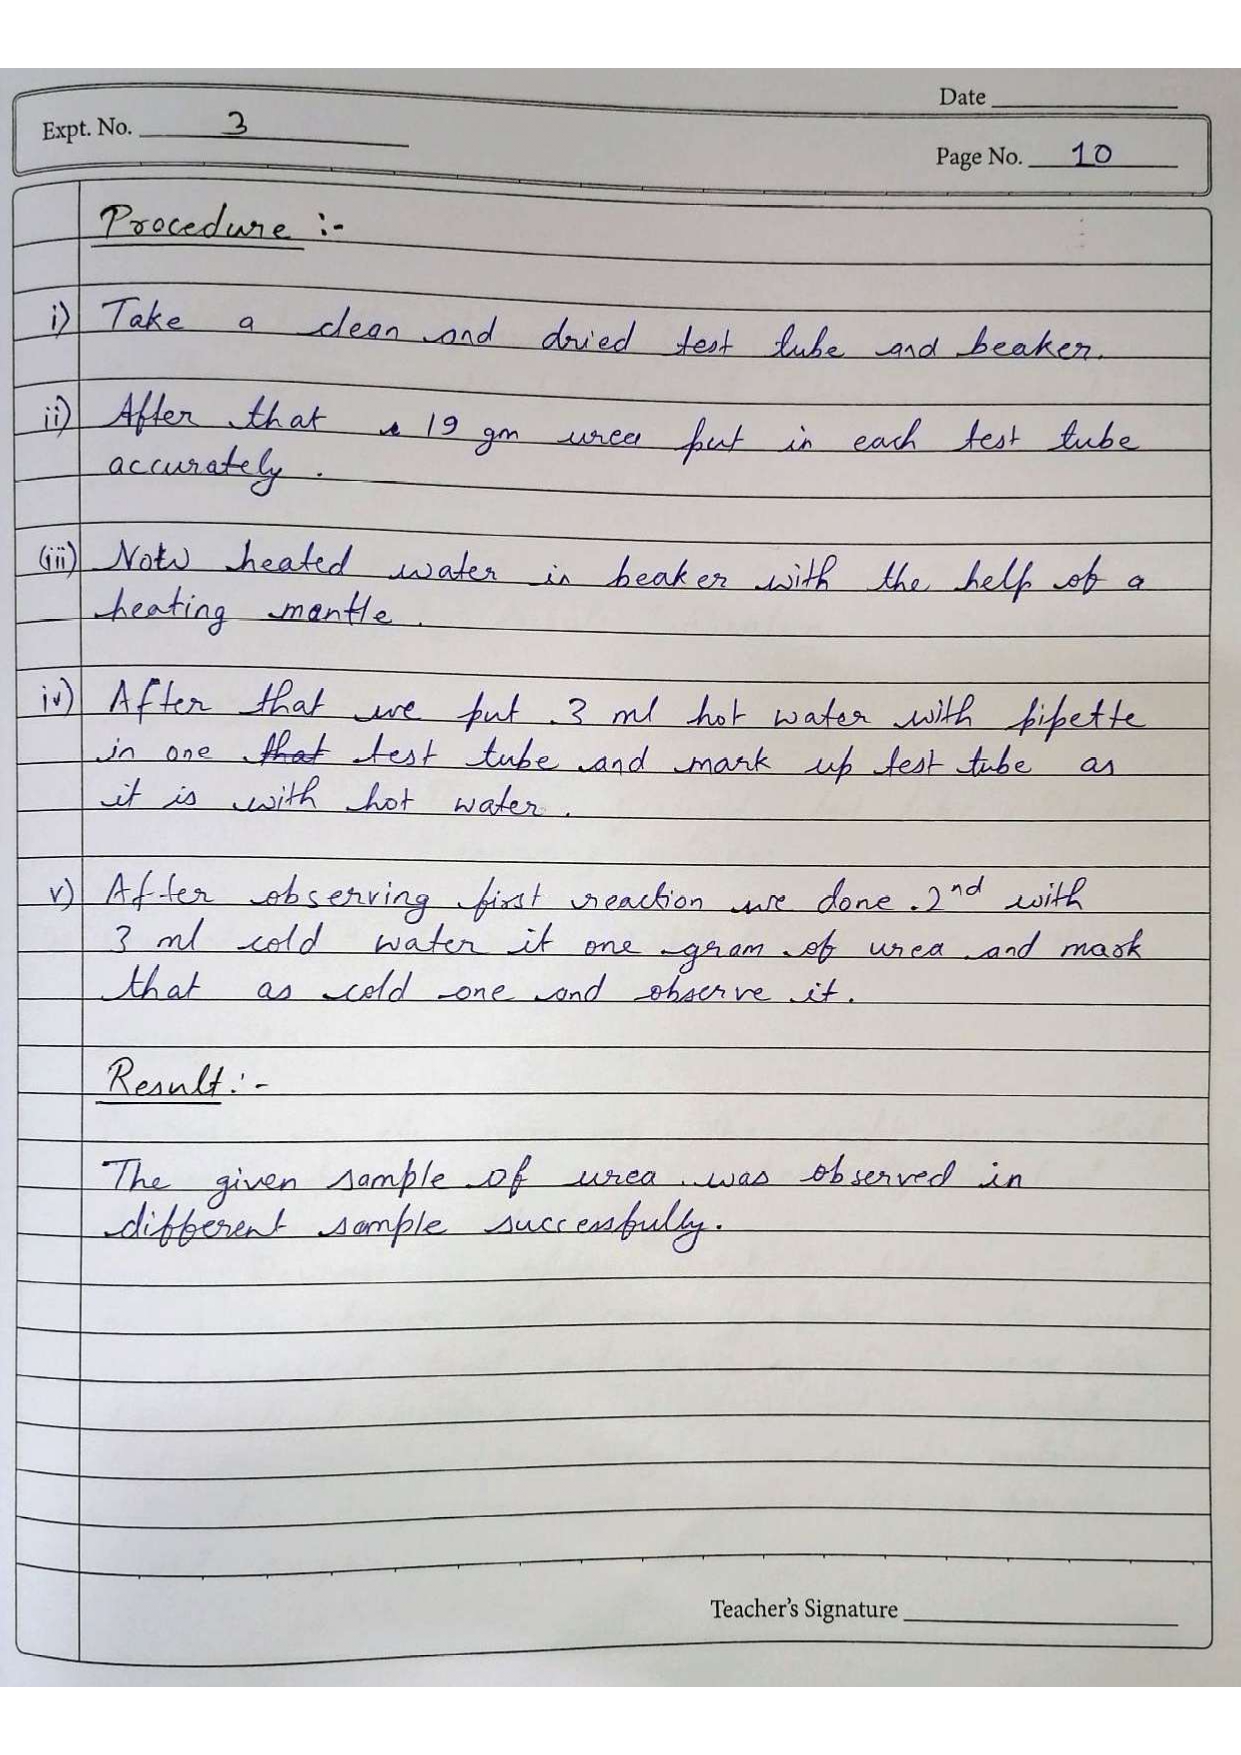 Date
Expt. No. 3
Page No. 10
Procedure :-
i) Take a clean and dried test tube and beaker.
ii) After that 19 gm urea put in each test tube
accurately.
(iii) Now heated water in beaker with the help of a
heating mantle.
iv) After that we put 3 ml hot water with pipette
in one that test tube and mark up test tube as
it is with hot water.
v) After observing first reaction we done 2nd with
3 ml cold water it one gram of urea and mark
that as cold one and observe it.
Result :-
The given sample of urea was observed in
different sample successfully.
Teacher's Signature